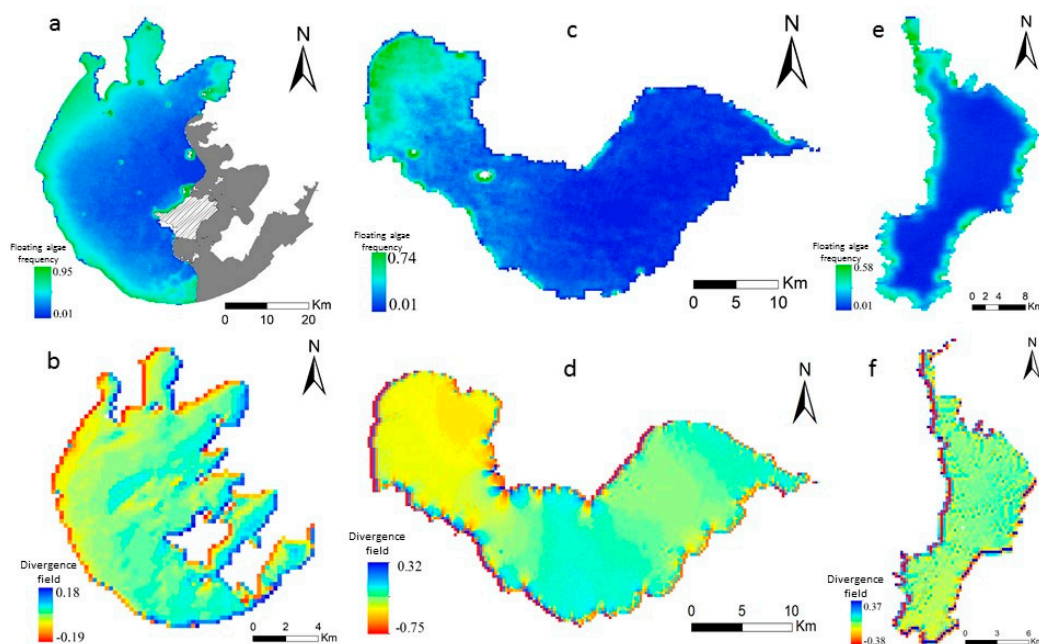 a
N
Floating algae
frequency
0.95
0.01
Km
0 10 20
c
N
Floating algae
frequency
0.74
0.01
Km
0 5 10
e
N
Floating algae
frequency
0.58
0.01
Km
0 2 4 8
b
N
Divergence
field
0.18
-0.19
Km
0 2 4
d
N
Divergence
field
0.32
-0.75
Km
0 5 10
f
N
Divergence
field
0.37
-0.38
0 3 6